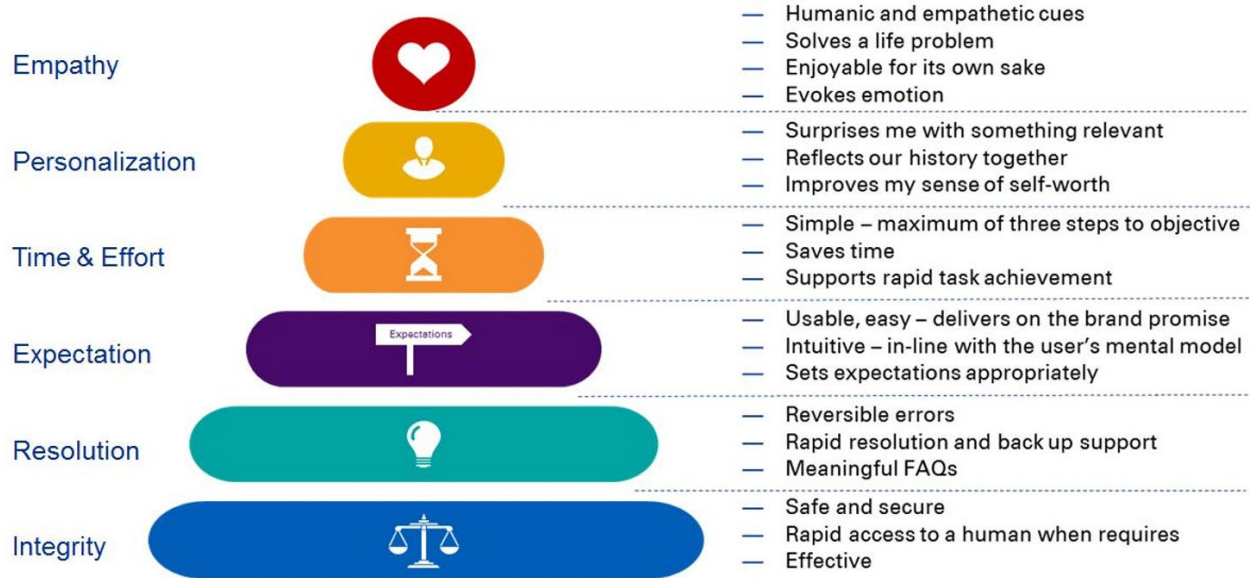 Empathy
— Humanic and empathetic cues
— Solves a life problem
— Enjoyable for its own sake
— Evokes emotion
Personalization
— Surprises me with something relevant
— Reflects our history together
— Improves my sense of self-worth
Time & Effort
— Simple – maximum of three steps to objective
— Saves time
— Supports rapid task achievement
Expectation
Expectations
— Usable, easy – delivers on the brand promise
— Intuitive – in-line with the user's mental model
— Sets expectations appropriately
Resolution
— Reversible errors
— Rapid resolution and back up support
— Meaningful FAQs
Integrity
— Safe and secure
— Rapid access to a human when requires
— Effective